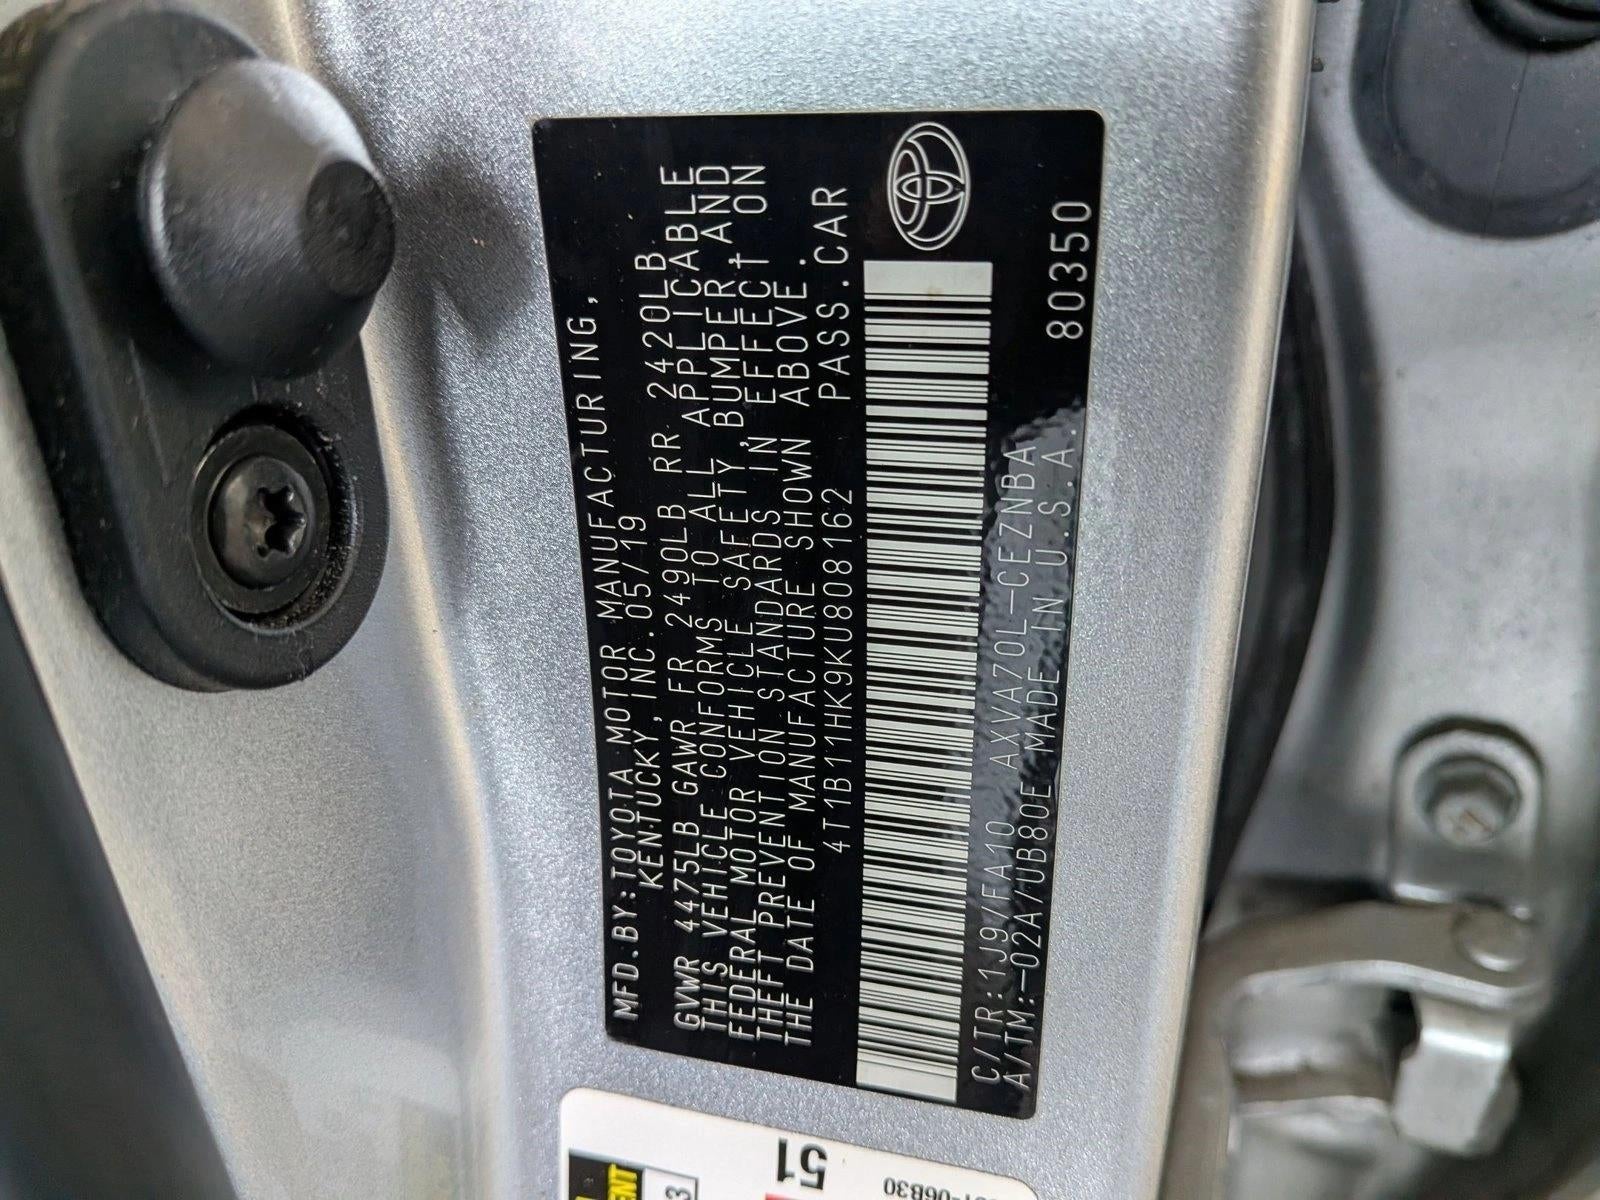 MFD.BY:TOYOTA MOTOR MANUFACTURING,
KENTUCKY, INC. 05/19
GVWR 4475LB GAWR FR 2490LB RR 2420LB
THIS VEHICLE CONFORMS TO ALL APPLICABLE
FEDERAL MOTOR VEHICLE SAFETY, BUMPER, AND
THEFT PREVENTION STANDARDS IN EFFECT ON
THE DATE OF MANUFACTURE SHOWN ABOVE.
4T1B11HK9KU808162 PASS.CAR
C/TR:1J9/FA10 AXVA70L-CEZNBA
A/TM:-02A/UB80E MADE IN U.S.A.
80350
51